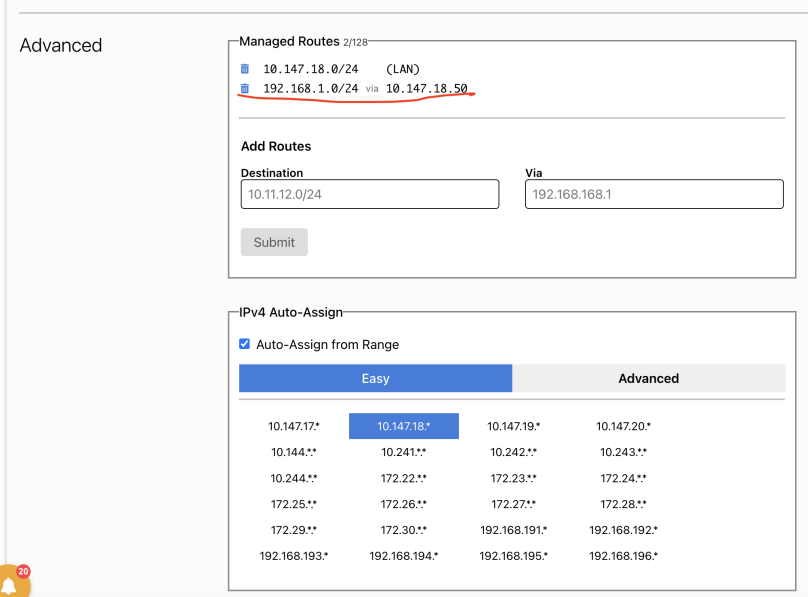 Advanced
Managed Routes 2/128
10.147.18.0/24 (LAN)
192.168.1.0/24 via 10.147.18.50
Add Routes
Destination Via
10.11.12.0/24 192.168.168.1
Submit
IPv4 Auto-Assign
Auto-Assign from Range
Easy Advanced
10.147.17.* 10.147.18.* 10.147.19.* 10.147.20.*
10.144.*.* 10.241.*.* 10.242.*.* 10.243.*.*
10.244.*.* 172.22.*.* 172.23.*.* 172.24.*.*
172.25.*.* 172.26.*.* 172.27.*.* 172.28.*.*
172.29.*.* 172.30.*.* 192.168.191.* 192.168.192.*
192.168.193.* 192.168.194.* 192.168.195.* 192.168.196.*
20